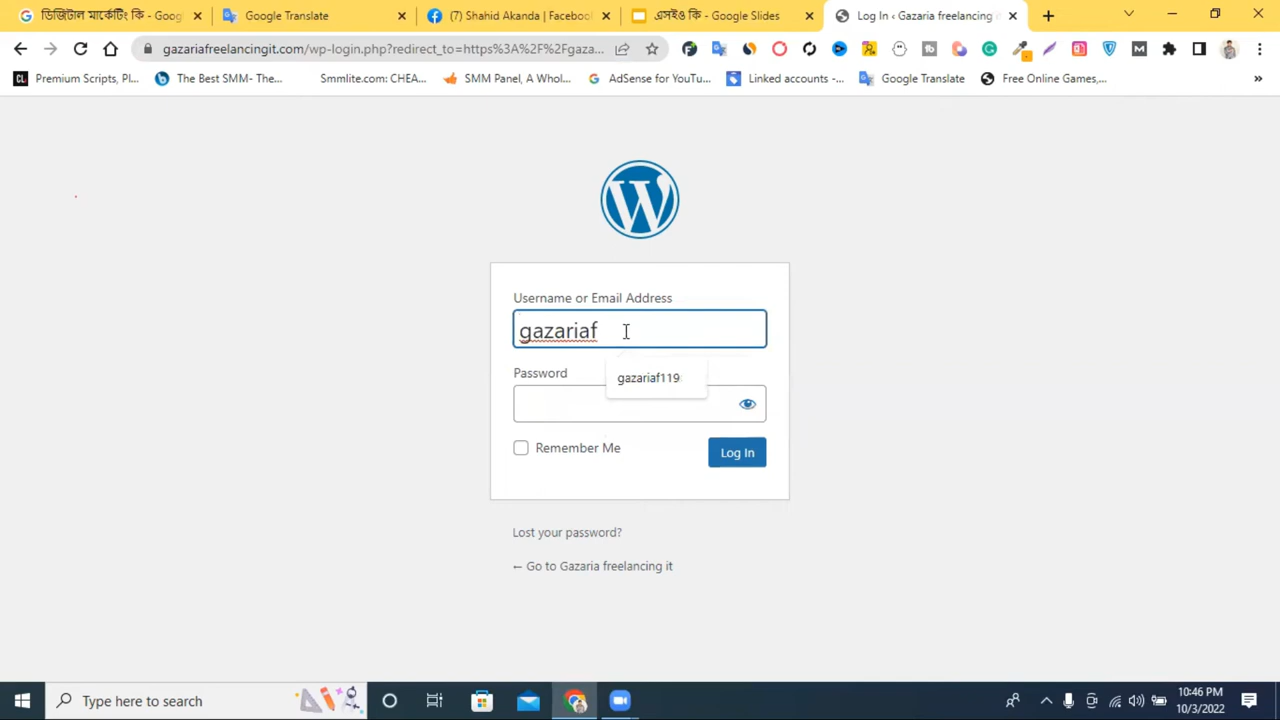 ডিজিটাল মার্কেটিং কি - Goog
Google Translate
(7) Shahid Akanda | Facebook
এসইও কি - Google Slides
Log In ‹ Gazaria freelancing i
gazariafreelancingit.com/wp-login.php?redirect_to=https%3A%2F%2Fgaza...
Premium Scripts, Pl...
The Best SMM- The...
Smmlite.com: CHEA...
SMM Panel, A Whol...
AdSense for YouTu...
Linked accounts -...
Google Translate
Free Online Games,...
»
Username or Email Address
gazariaf
gazariaf119
Password
Remember Me
Log In
Lost your password?
← Go to Gazaria freelancing it
Type here to search
10:46 PM
10/3/2022